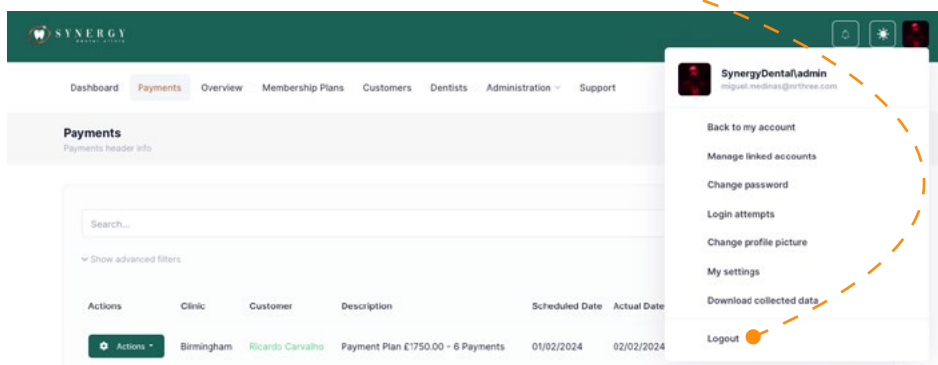 SYNERGY
dental clinic
SynergyDental\admin
miguel.medinas@nrthree.com
Dashboard Payments Overview Membership Plans Customers Dentists Administration Support
Back to my account
Payments
Payments header info
Manage linked accounts
Change password
Login attempts
Search...
Change profile picture
Show advanced filters
My settings
Download collected data
Actions Clinic Customer Description Scheduled Date Actual Date
Logout
Actions Birmingham Ricardo Carvalho Payment Plan £1750.00 - 6 Payments 01/02/2024 02/02/2024